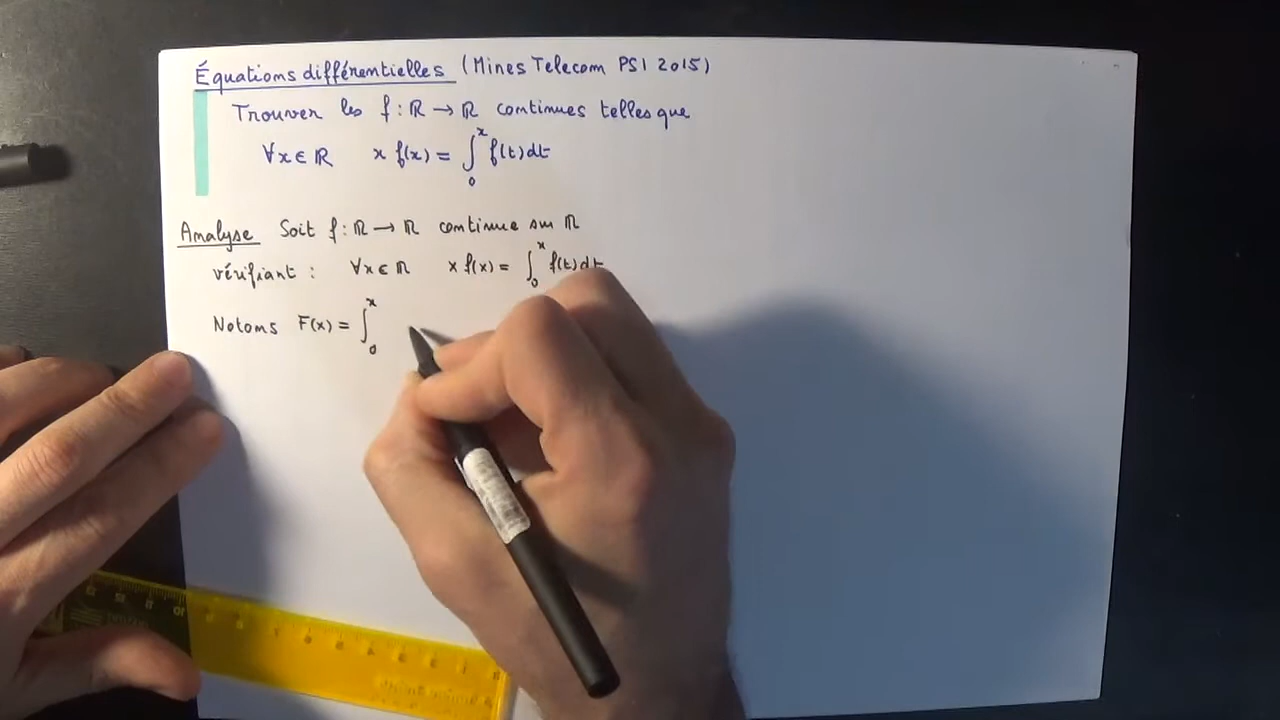 Équations différentielles (Mines Telecom PSI 2015)
Trouver les f : ℝ → ℝ continues telles que
∀x ∈ ℝ x f(x) = ∫₀ˣ f(t)dt
Analyse Soit f : ℝ → ℝ continue sur ℝ
vérifiant : ∀x ∈ ℝ x f(x) = ∫₀ˣ f(t)dt
Notons F(x) = ∫₀ˣ